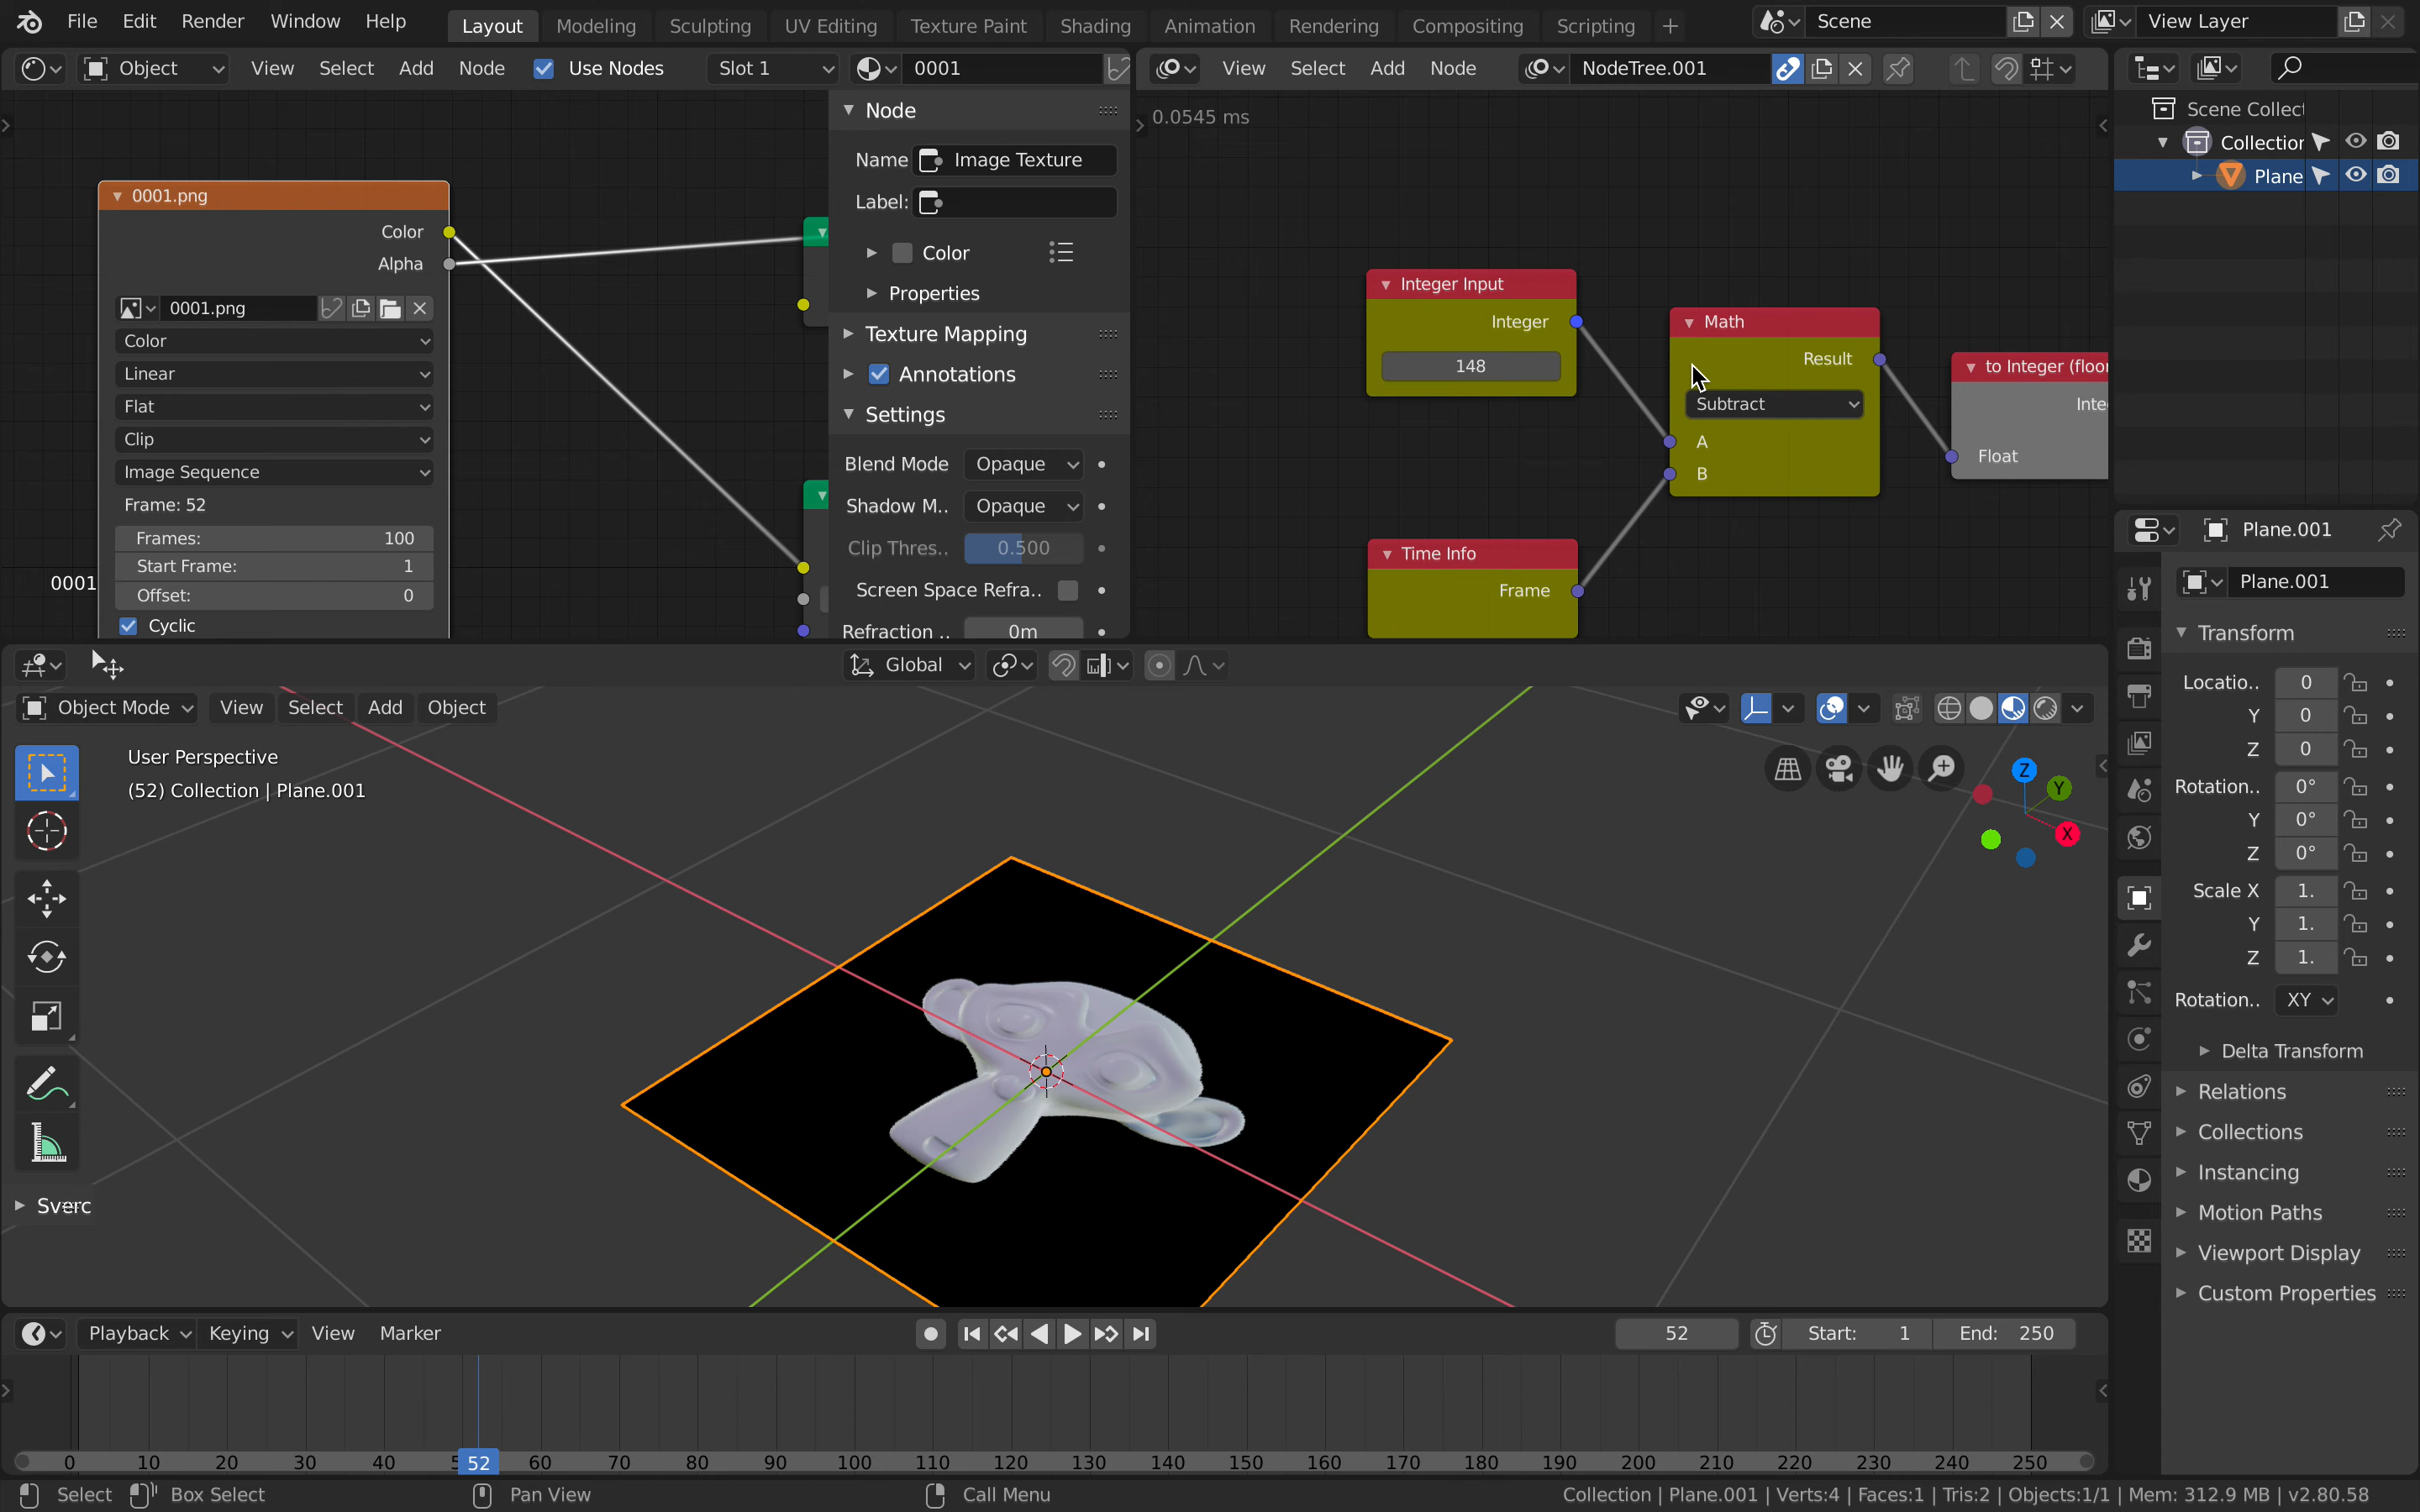 File Edit Render Window Help Layout Modeling Sculpting UV Editing Texture Paint Shading Animation Rendering Compositing Scripting + Scene View Layer
Object View Select Add Node Use Nodes Slot 1 0001
View Select Add Node NodeTree.001
Node
Name Image Texture
Label:
Color
Properties
Texture Mapping
Annotations
Settings
Blend Mode Opaque
Shadow M.. Opaque
Clip Thres.. 0.500
Screen Space Refra..
Refraction .. 0m
0001.png
Color
Alpha
0001.png
Color
Linear
Flat
Clip
Image Sequence
Frame: 52
Frames: 100
Start Frame: 1
Offset: 0
Cyclic
0001
0.0545 ms
Integer Input
Integer
148
Math
Result
Subtract
A
B
to Integer (floor
Inte
Float
Time Info
Frame
Scene Collect
Collection
Plane
Plane.001
Plane.001
Transform
Locatio.. 0
Y 0
Z 0
Rotation.. 0°
Y 0°
Z 0°
Scale X 1.
Y 1.
Z 1.
Rotation.. XY
Delta Transform
Relations
Collections
Instancing
Motion Paths
Viewport Display
Custom Properties
Global
Object Mode View Select Add Object
User Perspective
(52) Collection | Plane.001
Z
Y
X
Sverc
Playback Keying View Marker 52 Start: 1 End: 250
0 10 20 30 40 5 52 60 70 80 90 100 110 120 130 140 150 160 170 180 190 200 210 220 230 240 250
Select Box Select Pan View Call Menu Collection | Plane.001 | Verts:4 | Faces:1 | Tris:2 | Objects:1/1 | Mem: 312.9 MB | v2.80.58